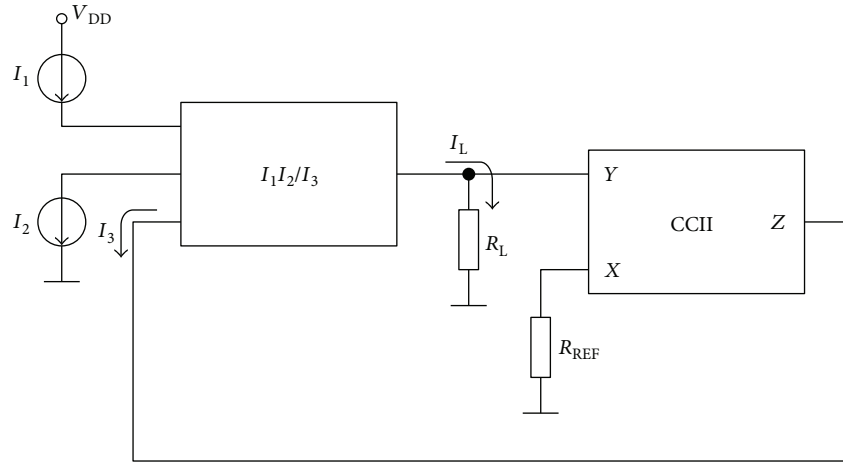 V_DD
I_1
I_L
I_1I_2/I_3
Y
I_2
I_3
R_L
CCII
Z
X
R_REF